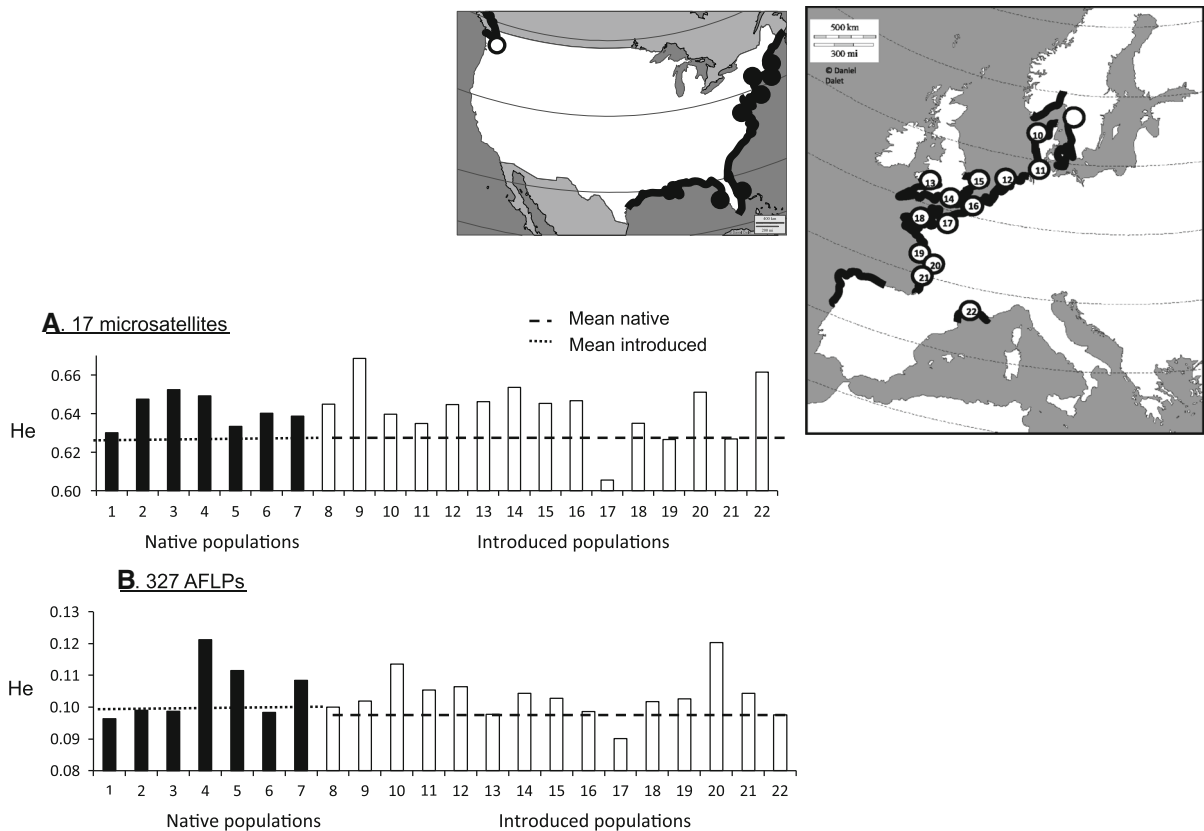 500 km
300 mi
© Daniel
Dalet
10
11
12
13
14
15
16
17
18
19
20
21
22
A. 17 microsatellites
Mean native
Mean introduced
He
0.66
0.64
0.62
0.60
1 2 3 4 5 6 7 8 9 10 11 12 13 14 15 16 17 18 19 20 21 22
Native populations Introduced populations
B. 327 AFLPs
He
0.13
0.12
0.11
0.10
0.09
0.08
1 2 3 4 5 6 7 8 9 10 11 12 13 14 15 16 17 18 19 20 21 22
Native populations Introduced populations